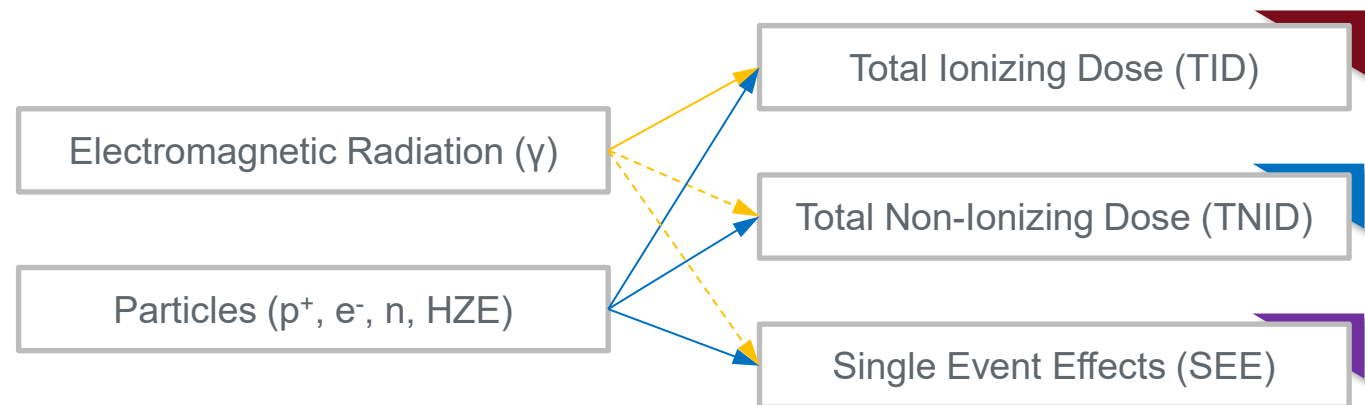 Electromagnetic Radiation (γ)
Particles (p⁺, e⁻, n, HZE)
Total Ionizing Dose (TID)
Total Non-Ionizing Dose (TNID)
Single Event Effects (SEE)